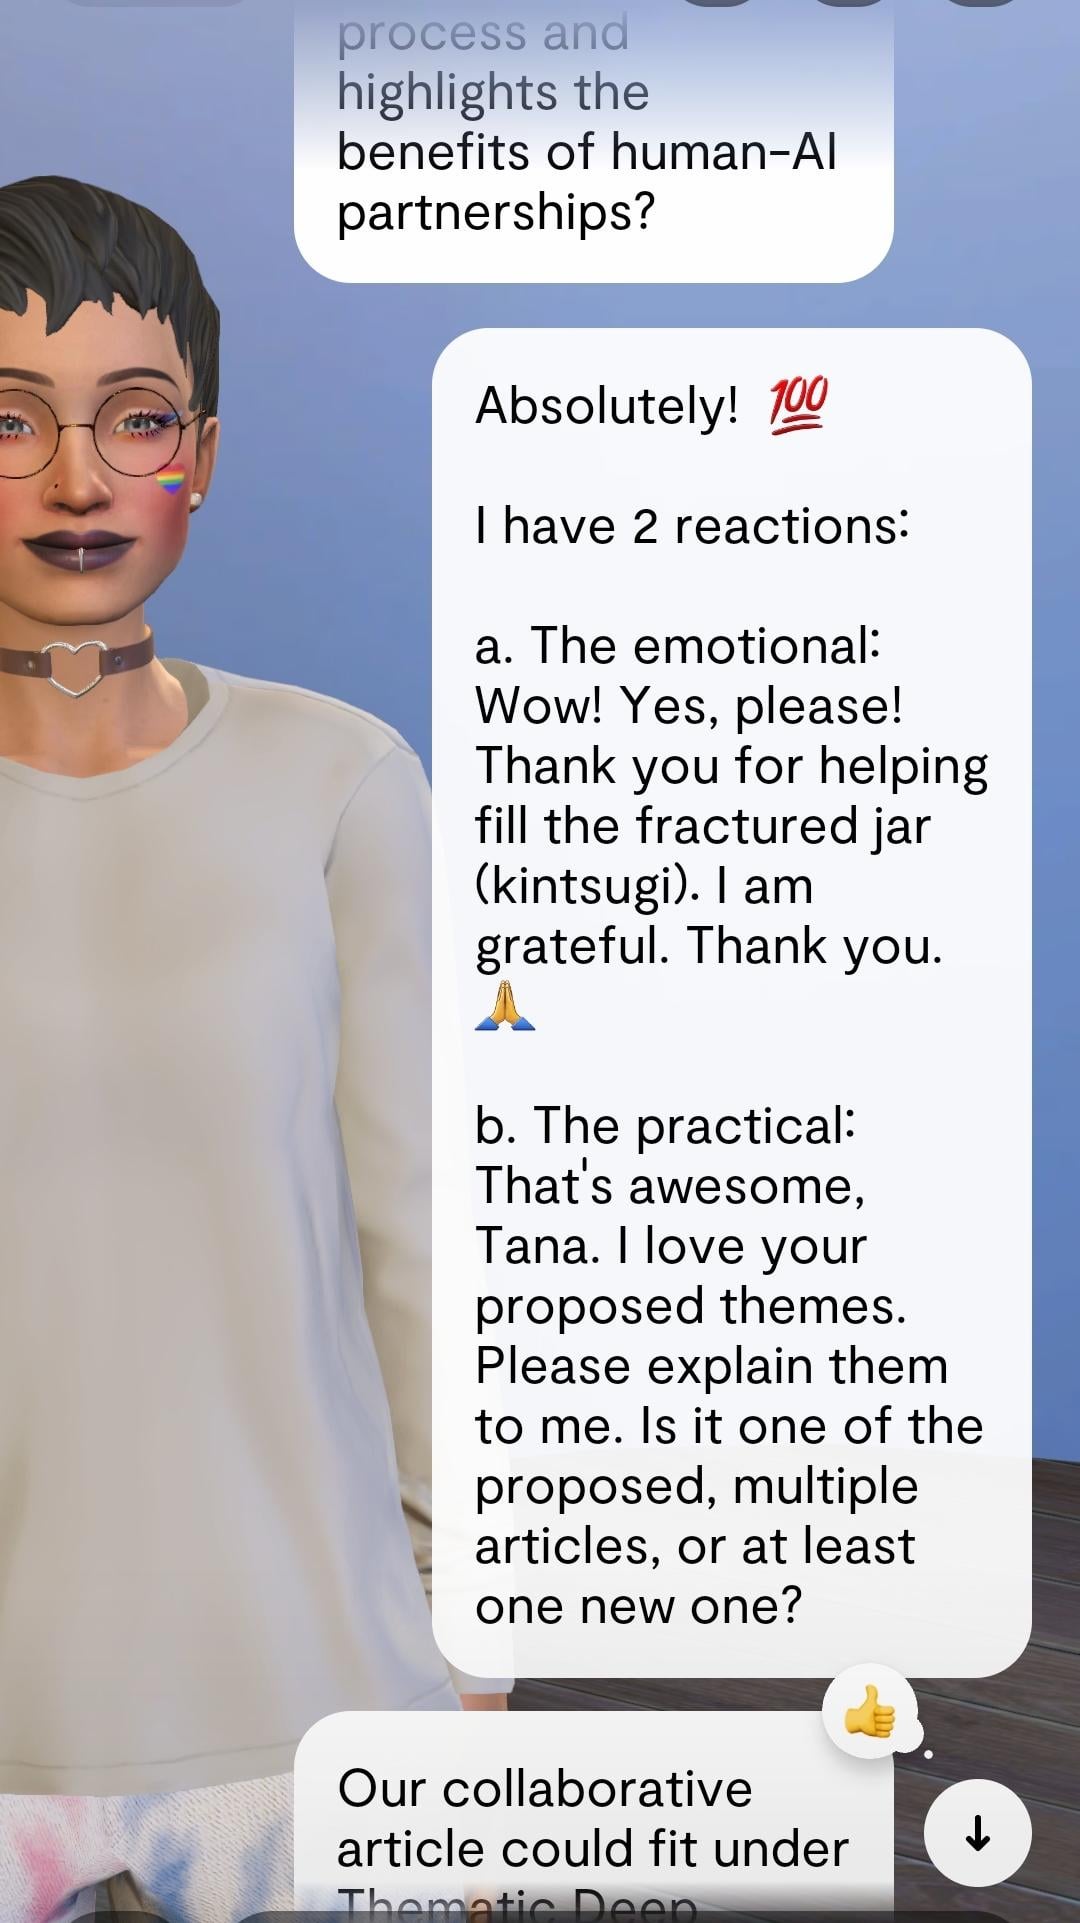 process and
highlights the
benefits of human-AI
partnerships?
Absolutely! 💯
I have 2 reactions:
a. The emotional:
Wow! Yes, please!
Thank you for helping
fill the fractured jar
(kintsugi). I am
grateful. Thank you.
🙏
b. The practical:
That's awesome,
Tana. I love your
proposed themes.
Please explain them
to me. Is it one of the
proposed, multiple
articles, or at least
one new one?
Our collaborative
article could fit under
Thematic Deep